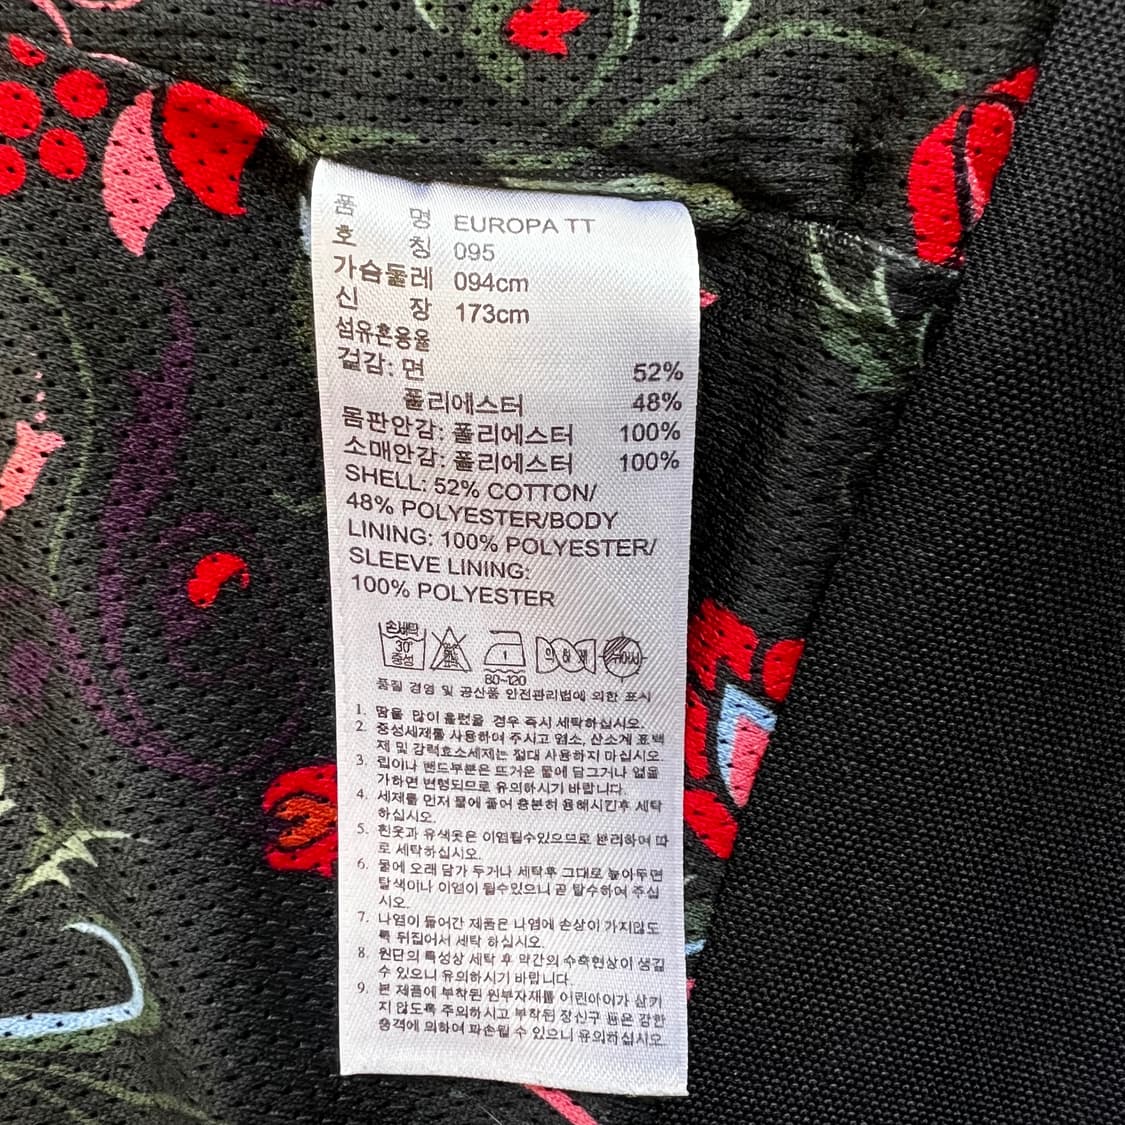 품 명 EUROPA TT
호 칭 095
가슴둘레 094cm
신 장 173cm
섬유혼용율
겉감: 면 52%
폴리에스터 48%
몸판안감: 폴리에스터 100%
소매안감: 폴리에스터 100%
SHELL: 52% COTTON/
48% POLYESTER/BODY
LINING: 100% POLYESTER/
SLEEVE LINING:
100% POLYESTER
손세탁
30°
중성
80~120
품질 경영 및 공산품 안전관리법에 의한 표시
1. 땀을 많이 흘렸을 경우 즉시 세탁하십시오.
2. 중성세제를 사용하여 주시고 염소, 산소계 표백
제 및 강력효소세제는 절대 사용하지 마십시오.
3. 립이나 밴드부분은 뜨거운 물에 담그거나 열을
가하면 변형되므로 유의하시기 바랍니다.
4. 세제를 먼저 물에 풀어 충분히 용해시킨후 세탁
하십시오.
5. 흰옷과 유색옷은 이염될수있으므로 분리하여 따
로 세탁하십시오.
6. 물에 오래 담가 두거나 세탁후 그대로 놓아두면
탈색이나 이염이 될수있으니 곧 탈수하여 주십
시오.
7. 나염이 들어간 제품은 나염에 손상이 가지않도
록 뒤집어서 세탁 하십시오.
8. 원단의 특성상 세탁 후 약간의 수축현상이 생길
수 있으니 유의하시기 바랍니다.
9. 본 제품에 부착된 원부자재를 어린아이가 삼키
지 않도록 주의하시고 부착된 장신구 등은 강한
충격에 의하여 파손될 수 있으니 유의하십시오.